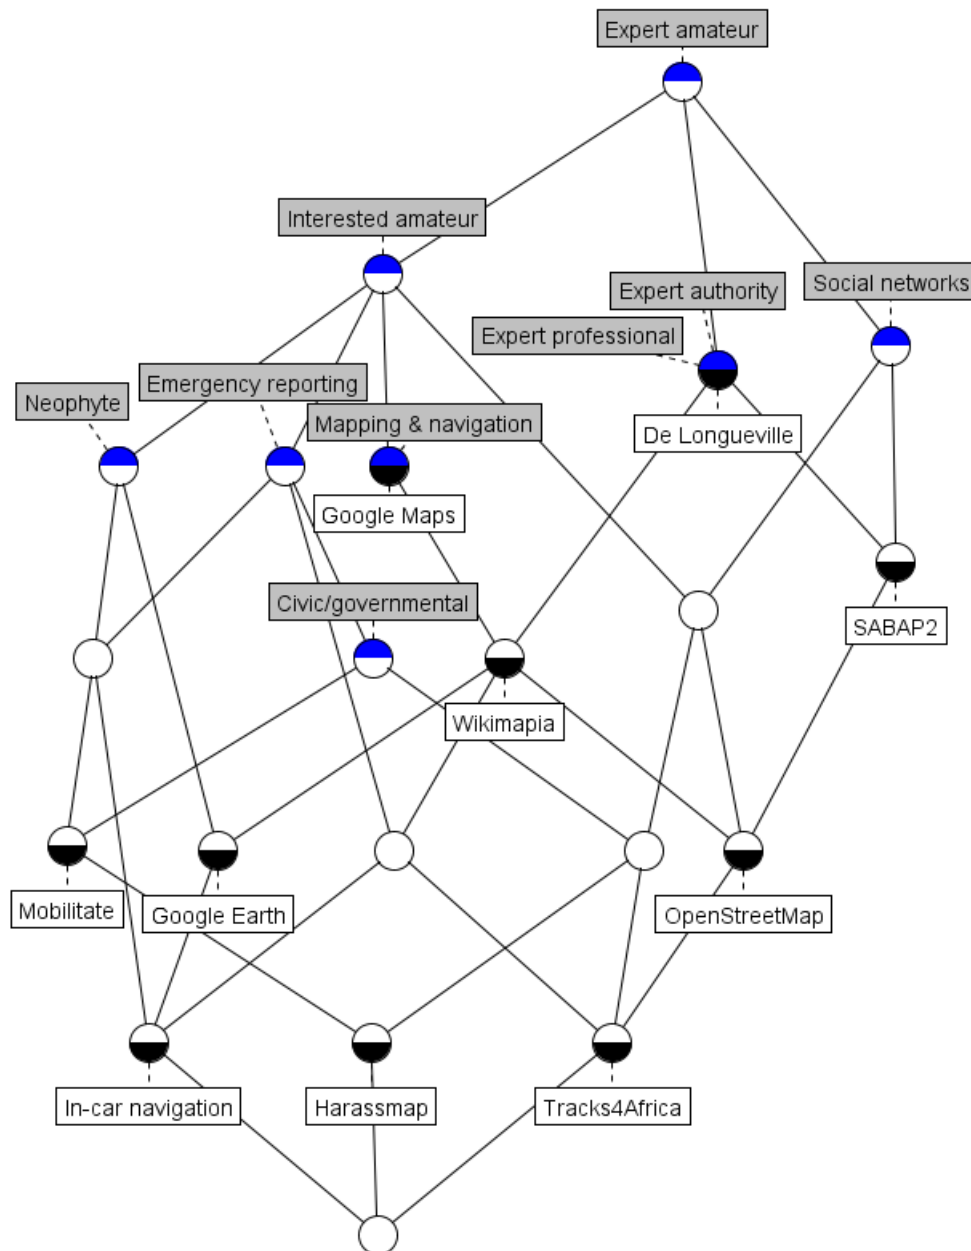 Expert amateur
Interested amateur
Expert authority
Social networks
Expert professional
Emergency reporting
Neophyte
Mapping & navigation
De Longueville
Google Maps
Civic/governmental
SABAP2
Wikimapia
Mobilitate
Google Earth
OpenStreetMap
In-car navigation
Harassmap
Tracks4Africa